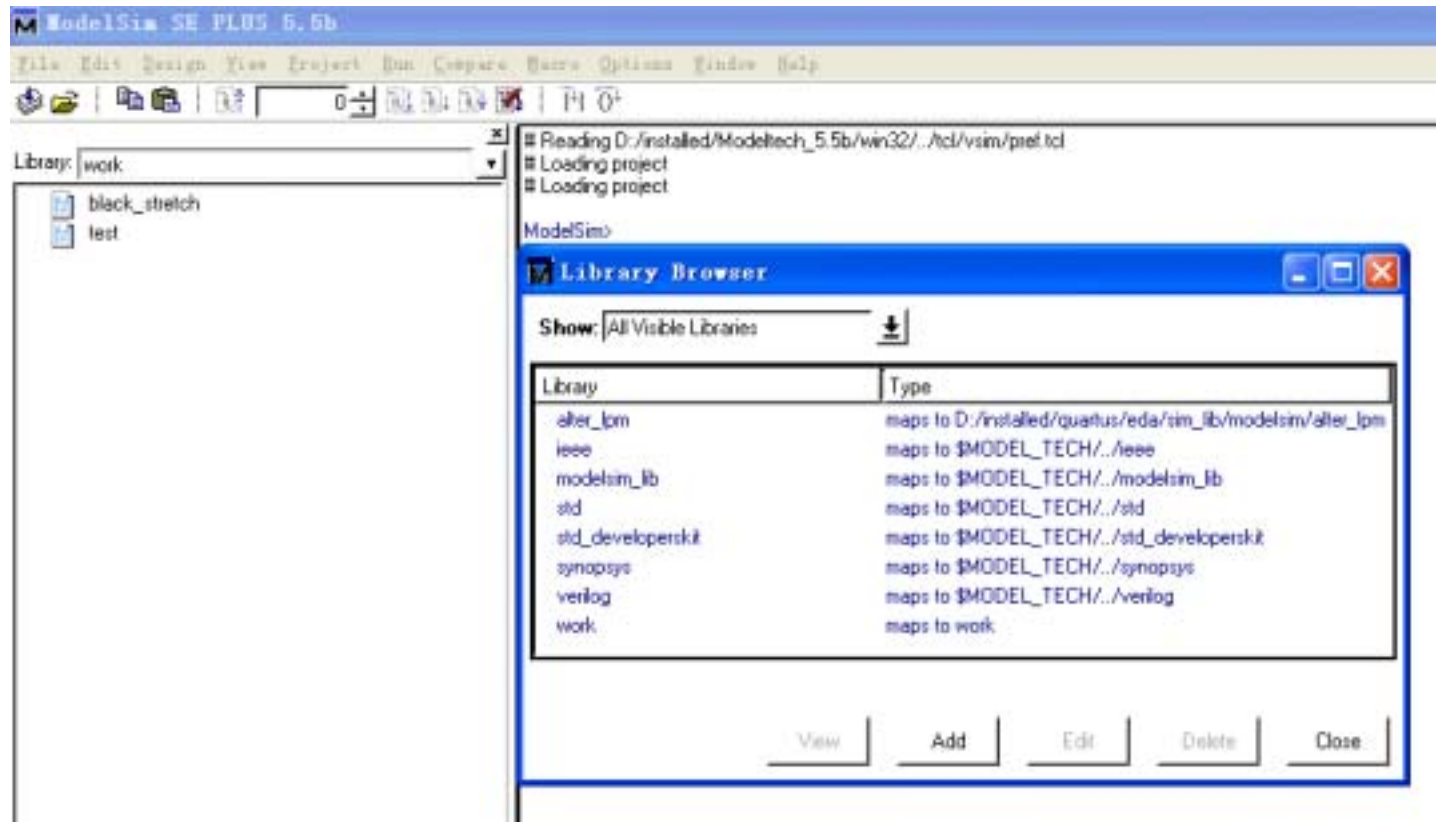 ModelSim SE PLUS 5.5b
File Edit Design View Project Run Compare Macro Options Window Help
0
Library: work
black_stretch
test
# Reading D:/installed/Modeltech_5.5b/win32/../tcl/vsim/pref.tcl
# Loading project
# Loading project
ModelSim>
Library Browser
Show: All Visible Libraries
Library Type
alter_lpm maps to D:/installed/quartus/eda/sim_lib/modelsim/alter_lpm
ieee maps to $MODEL_TECH/../ieee
modelsim_lib maps to $MODEL_TECH/../modelsim_lib
std maps to $MODEL_TECH/../std
std_developerskit maps to $MODEL_TECH/../std_developerskit
synopsys maps to $MODEL_TECH/../synopsys
verilog maps to $MODEL_TECH/../verilog
work maps to work
View Add Edit Delete Close